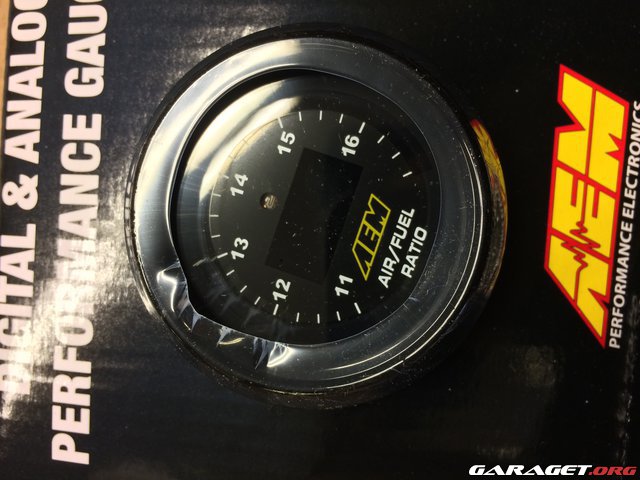 DIGITAL & ANALOG
PERFORMANCE GAUG
16
15
14
13
12
11
AEM
AIR/FUEL
RATIO
AEM
PERFORMANCE ELECTRONICS
GARAGET.ORG